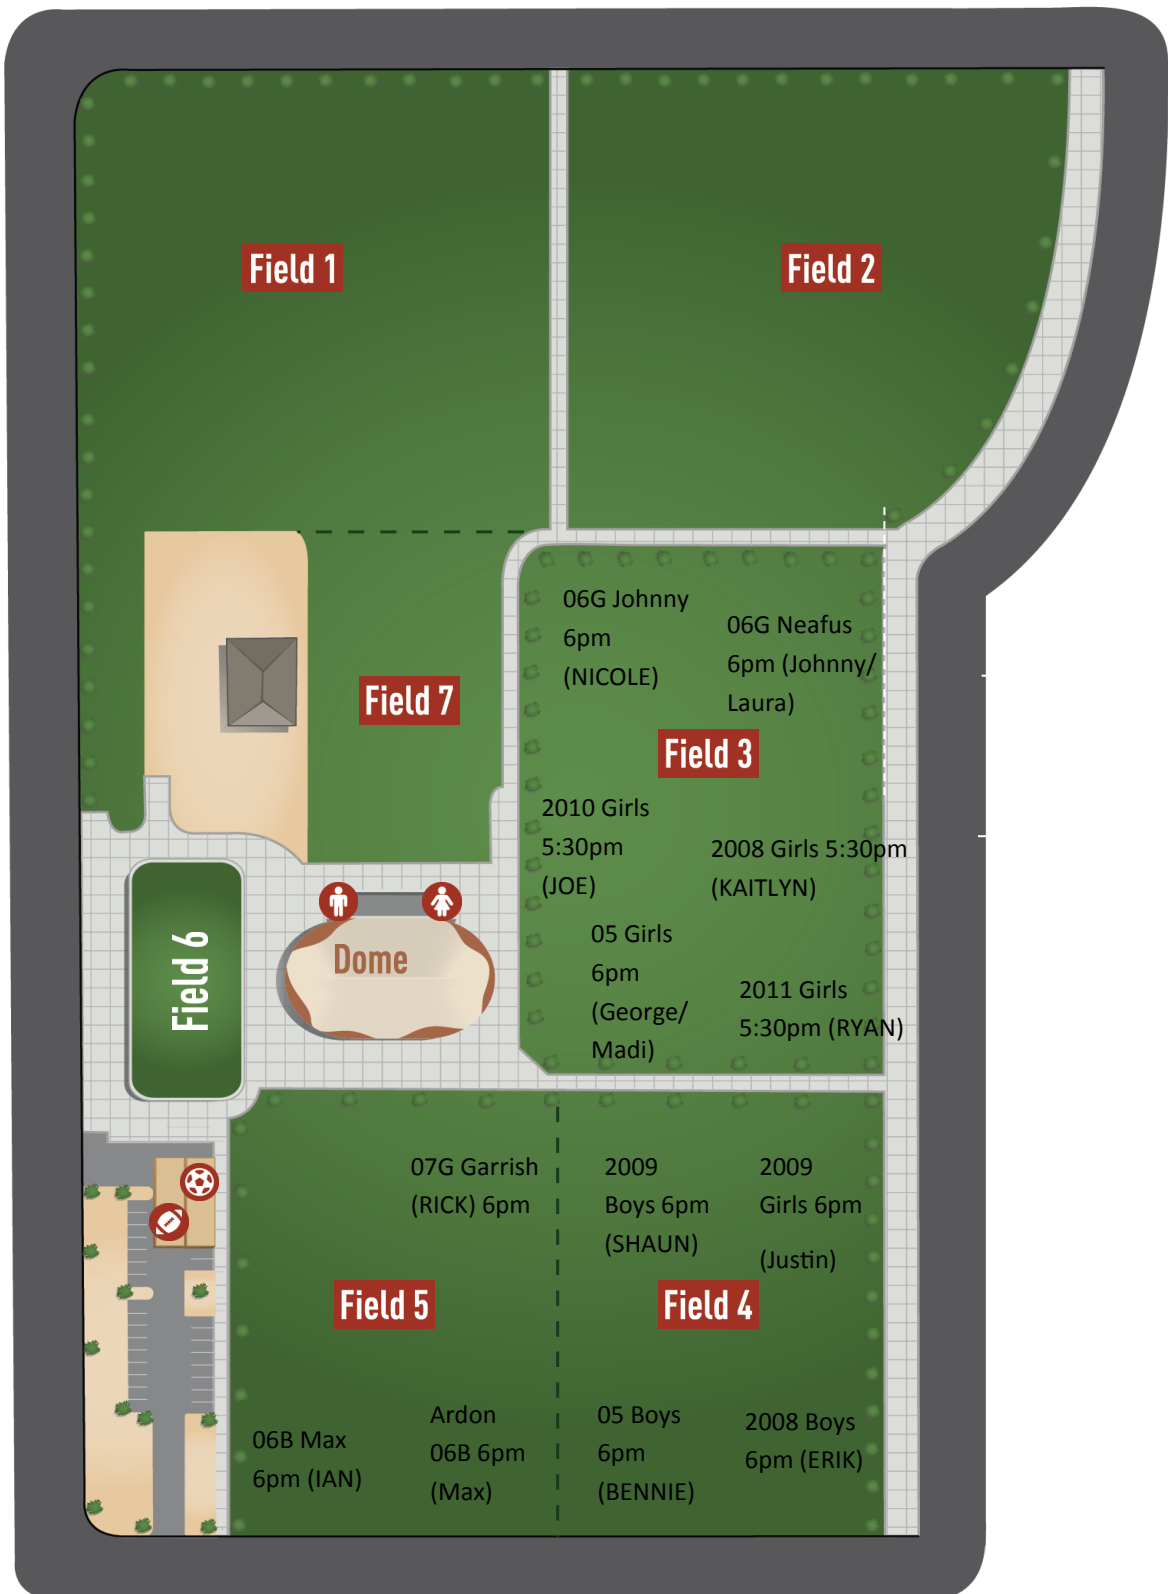 Field 1
Field 2
06G Johnny
6pm
(NICOLE)
06G Neafus
6pm (Johnny/
Laura)
Field 7
Field 3
2010 Girls
5:30pm
(JOE)
2008 Girls 5:30pm
(KAITLYN)
Field 6
Dome
05 Girls
6pm
(George/
Madi)
2011 Girls
5:30pm (RYAN)
07G Garrish
(RICK) 6pm
2009
Boys 6pm
(SHAUN)
2009
Girls 6pm
(Justin)
Field 5
Field 4
06B Max
6pm (IAN)
Ardon
06B 6pm
(Max)
05 Boys
6pm
(BENNIE)
2008 Boys
6pm (ERIK)